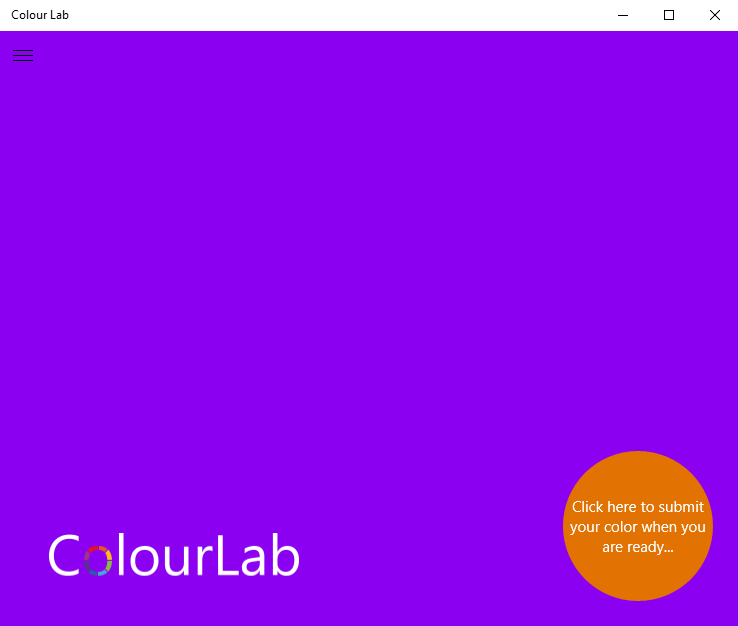 Colour Lab
Click here to submit
your color when you
are ready...
ColourLab